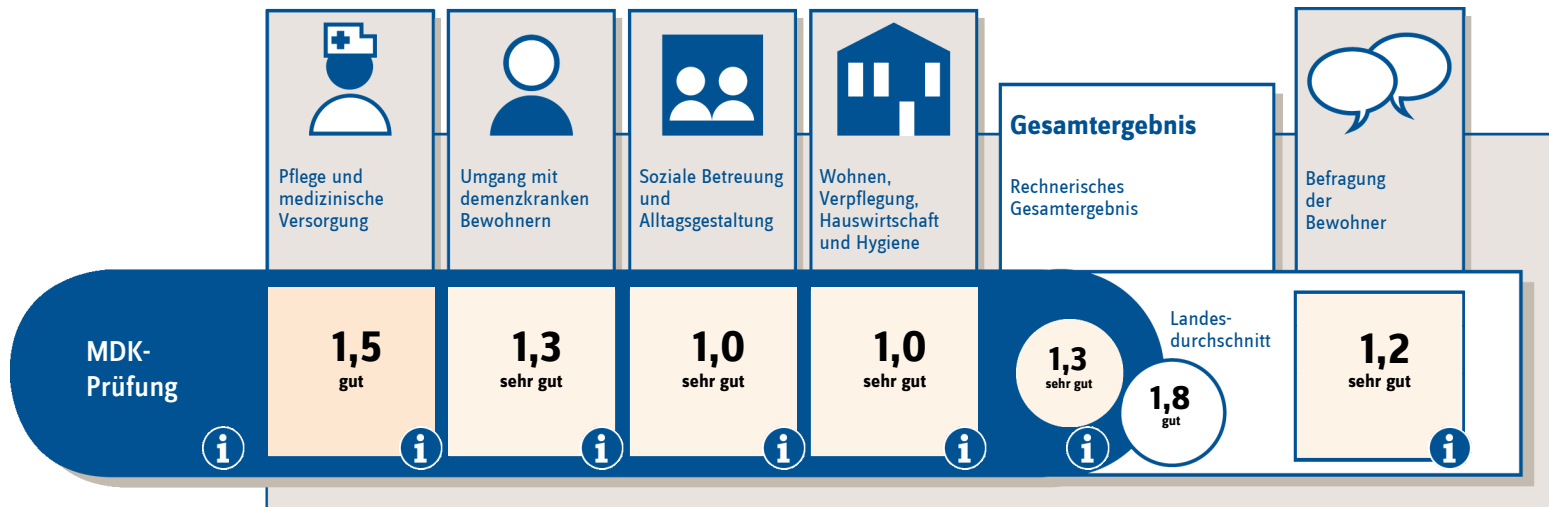 Pflege und
medizinische
Versorgung
Umgang mit
demenzkranken
Bewohnern
Soziale Betreuung
und
Alltagsgestaltung
Wohnen,
Verpflegung,
Hauswirtschaft
und Hygiene
Gesamtergebnis
Rechnerisches
Gesamtergebnis
Befragung
der
Bewohner
MDK-
Prüfung
i
1,5
gut
i
1,3
sehr gut
i
1,0
sehr gut
i
1,0
sehr gut
i
1,3
sehr gut
i
Landes-
durchschnitt
1,8
gut
1,2
sehr gut
i